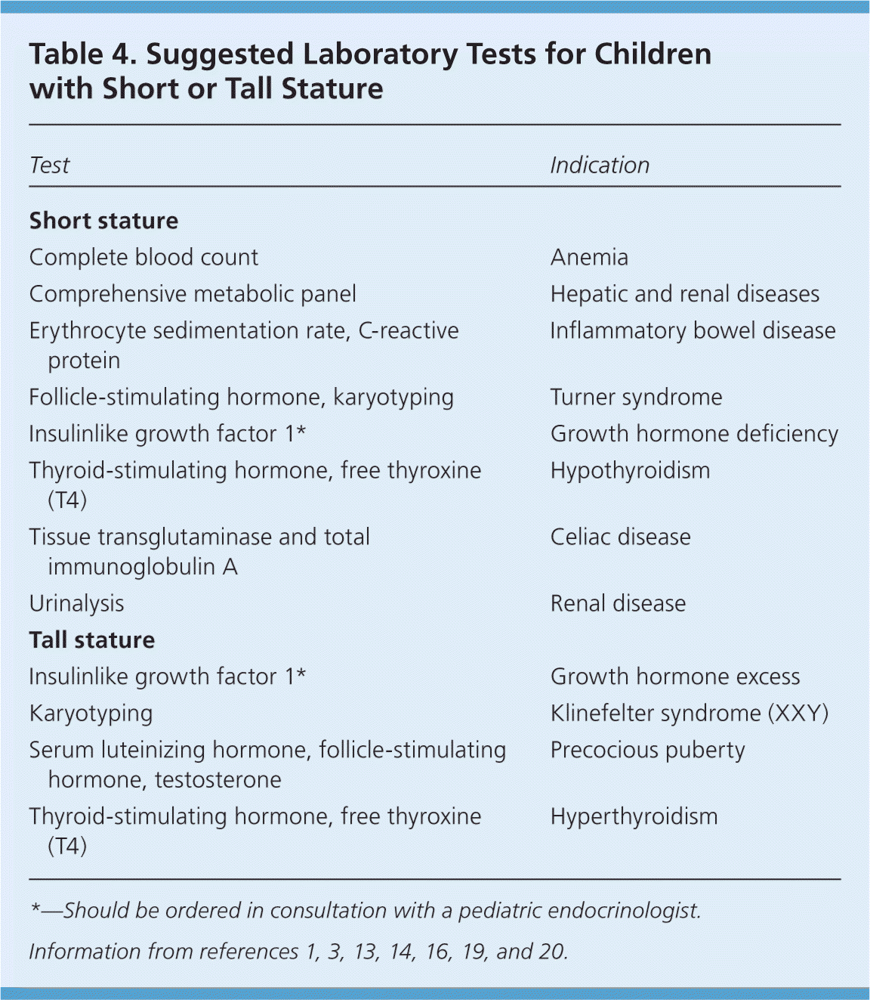 Table 4. Suggested Laboratory Tests for Children
with Short or Tall Stature
Test Indication
Short stature
Complete blood count Anemia
Comprehensive metabolic panel Hepatic and renal diseases
Erythrocyte sedimentation rate, C-reactive Inflammatory bowel disease
protein
Follicle-stimulating hormone, karyotyping Turner syndrome
Insulinlike growth factor 1* Growth hormone deficiency
Thyroid-stimulating hormone, free thyroxine Hypothyroidism
(T4)
Tissue transglutaminase and total Celiac disease
immunoglobulin A
Urinalysis Renal disease
Tall stature
Insulinlike growth factor 1* Growth hormone excess
Karyotyping Klinefelter syndrome (XXY)
Serum luteinizing hormone, follicle-stimulating Precocious puberty
hormone, testosterone
Thyroid-stimulating hormone, free thyroxine Hyperthyroidism
(T4)
*—Should be ordered in consultation with a pediatric endocrinologist.
Information from references 1, 3, 13, 14, 16, 19, and 20.